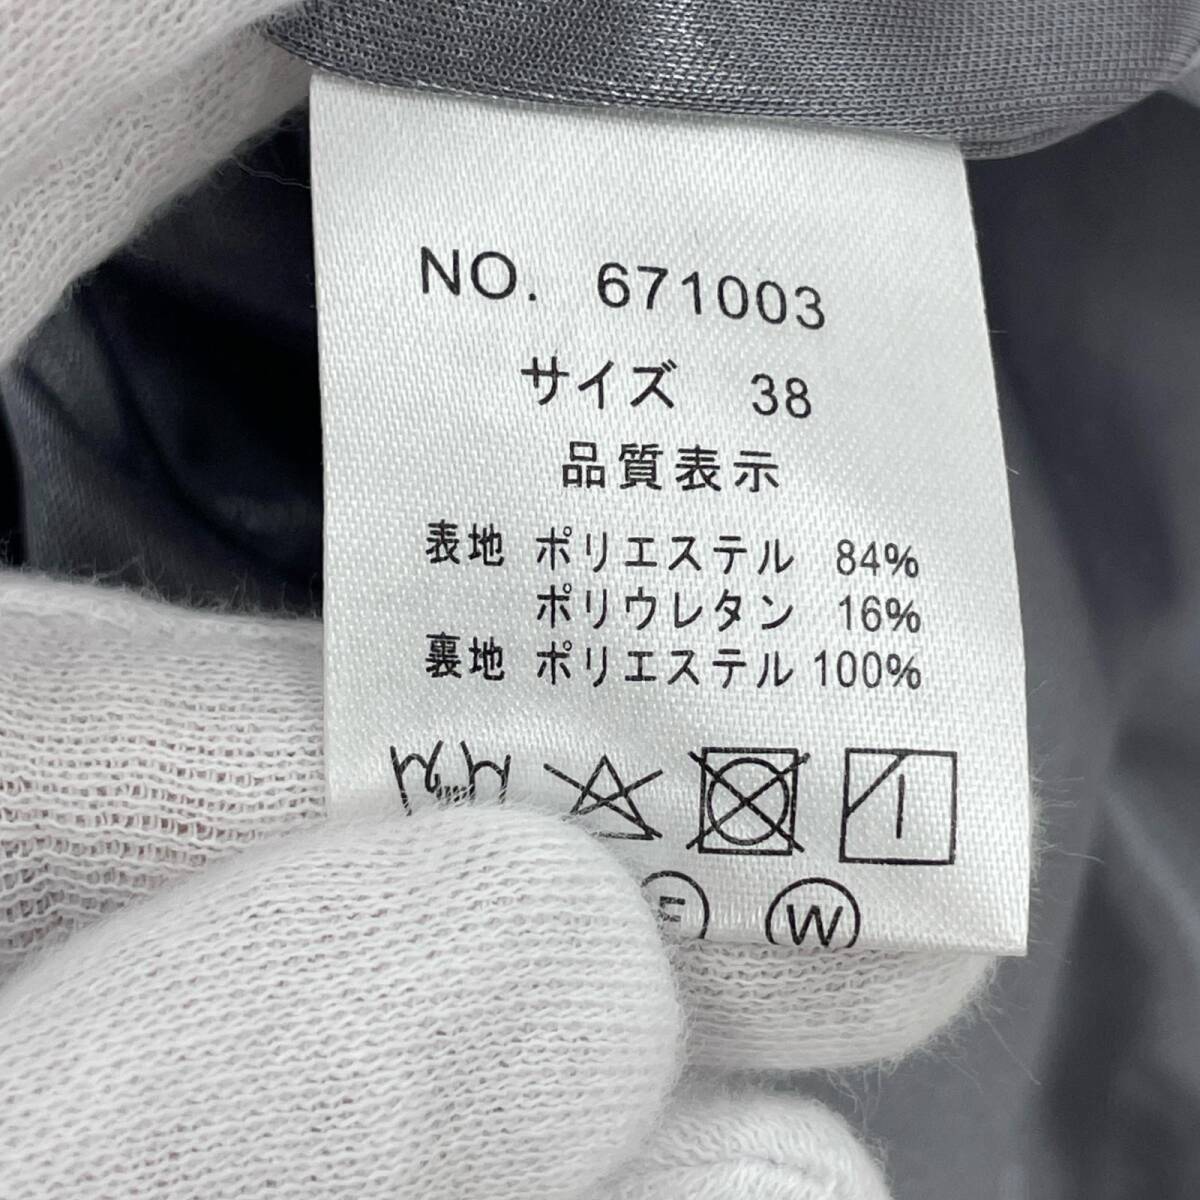 NO. 671003
サイズ 38
品質表示
表地 ポリエステル 84%
ポリウレタン 16%
裏地 ポリエステル 100%
F W